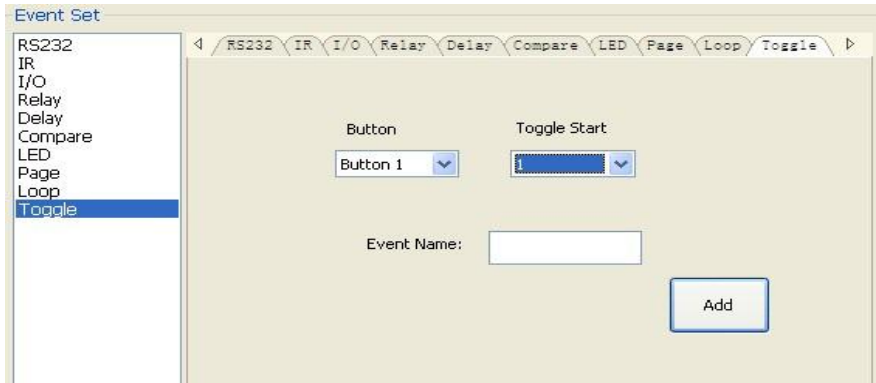 Event Set
RS232
IR
I/O
Relay
Delay
Compare
LED
Page
Loop
Toggle
RS232 IR I/O Relay Delay Compare LED Page Loop Toggle
Button Toggle Start
Button 1 1
Event Name:
Add